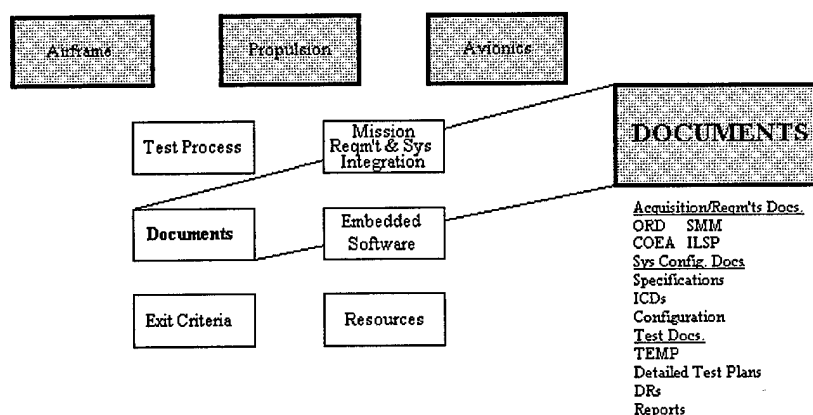 Airframe
Propulsion
Avionics
Test Process
Mission
Reqm't & Sys
Integration
DOCUMENTS
Documents
Embedded
Software
Exit Criteria
Resources
Acquisition/Reqm'ts Docs.
ORD SMM
COEA ILSP
Sys Config. Docs
Specifications
ICDs
Configuration
Test Docs.
TEMP
Detailed Test Plans
DRs
Reports